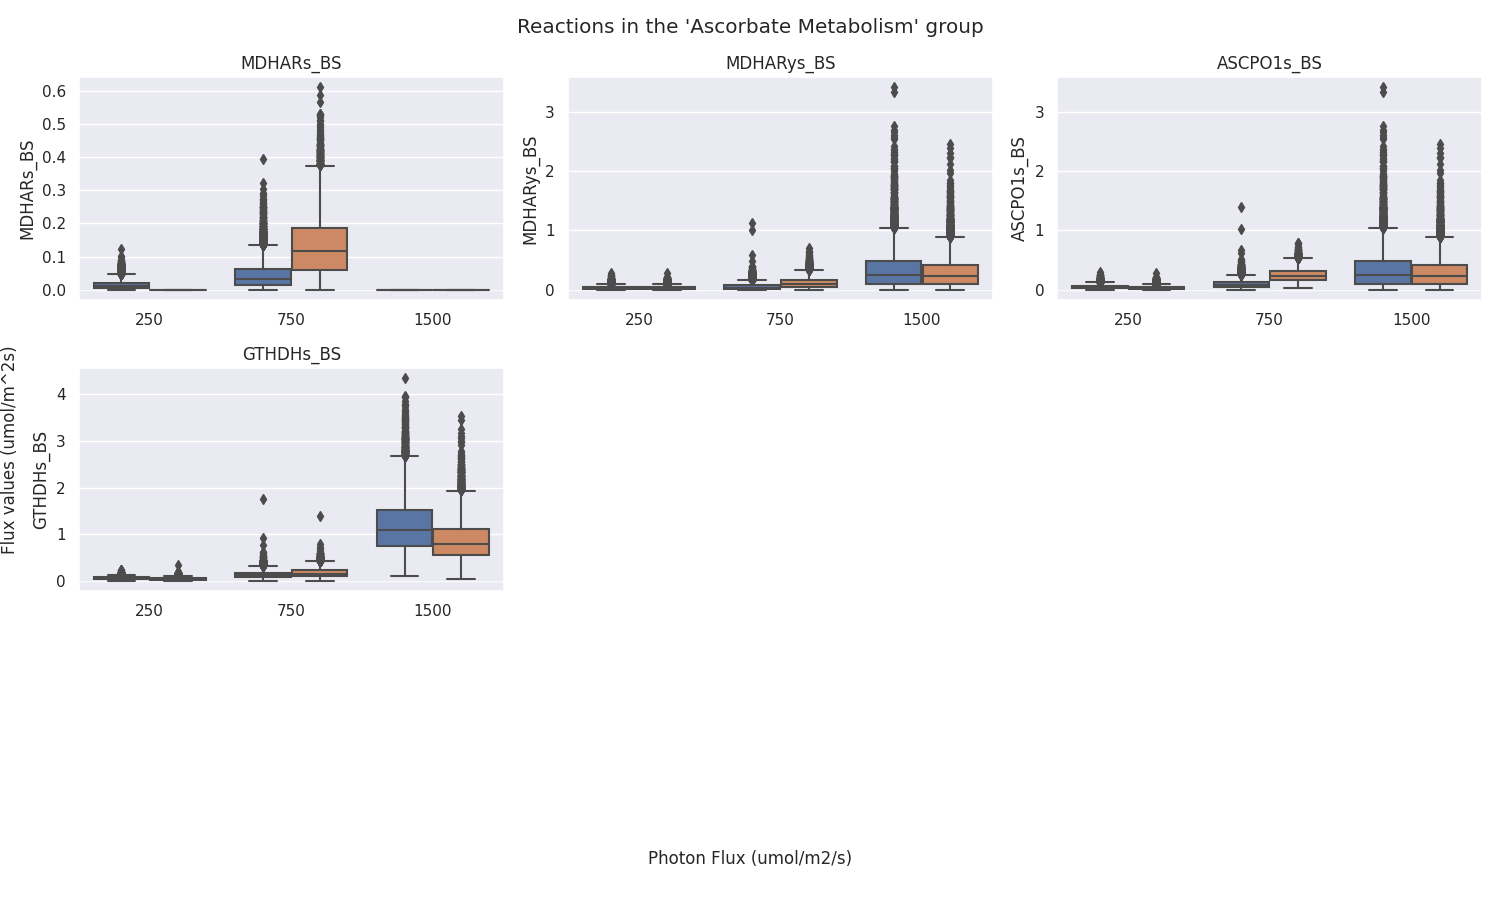 Reactions in the 'Ascorbate Metabolism' group
MDHARs_BS
MDHARs_BS
0.6
0.5
0.4
0.3
0.2
0.1
0.0
250 750 1500
MDHARys_BS
MDHARys_BS
3
2
1
0
250 750 1500
ASCPO1s_BS
ASCPO1s_BS
3
2
1
0
250 750 1500
Flux values (umol/m^2s)
GTHDHs_BS
GTHDHs_BS
4
3
2
1
0
250 750 1500
Photon Flux (umol/m2/s)